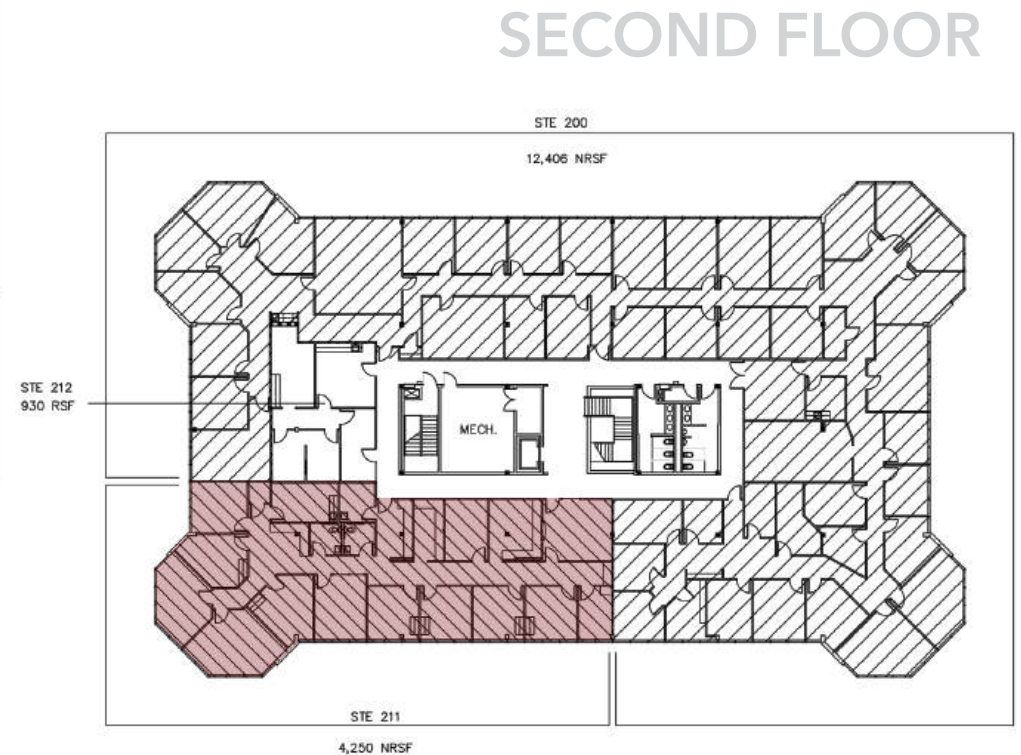 SECOND FLOOR
STE 200
12,406 NRSF
STE 212
930 RSF
MECH.
STE 211
4,250 NRSF